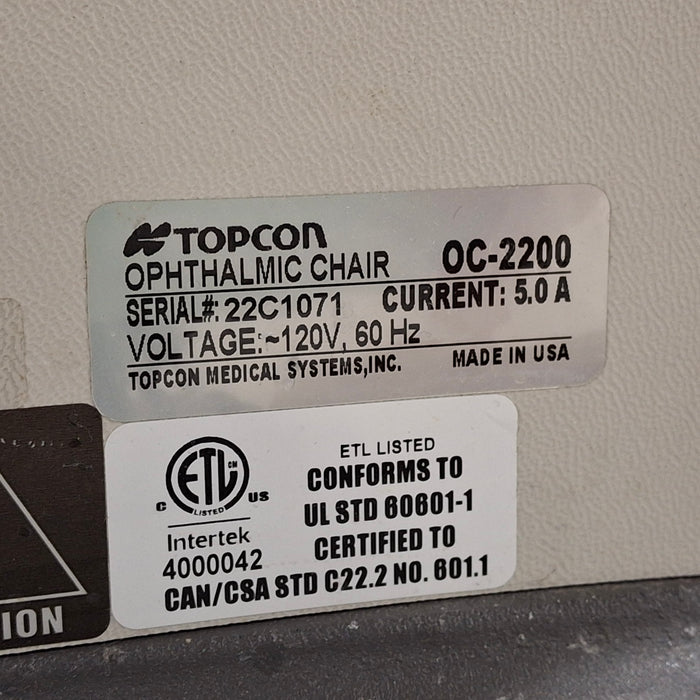 TOPCON
OPHTHALMIC CHAIR OC-2200
SERIAL#: 22C1071 CURRENT: 5.0 A
VOLTAGE:~120V, 60 Hz
TOPCON MEDICAL SYSTEMS,INC. MADE IN USA
ETL CM
LISTED
C US
Intertek
4000042
ETL LISTED
CONFORMS TO
UL STD 60601-1
CERTIFIED TO
CAN/CSA STD C22.2 NO. 601.1
ION